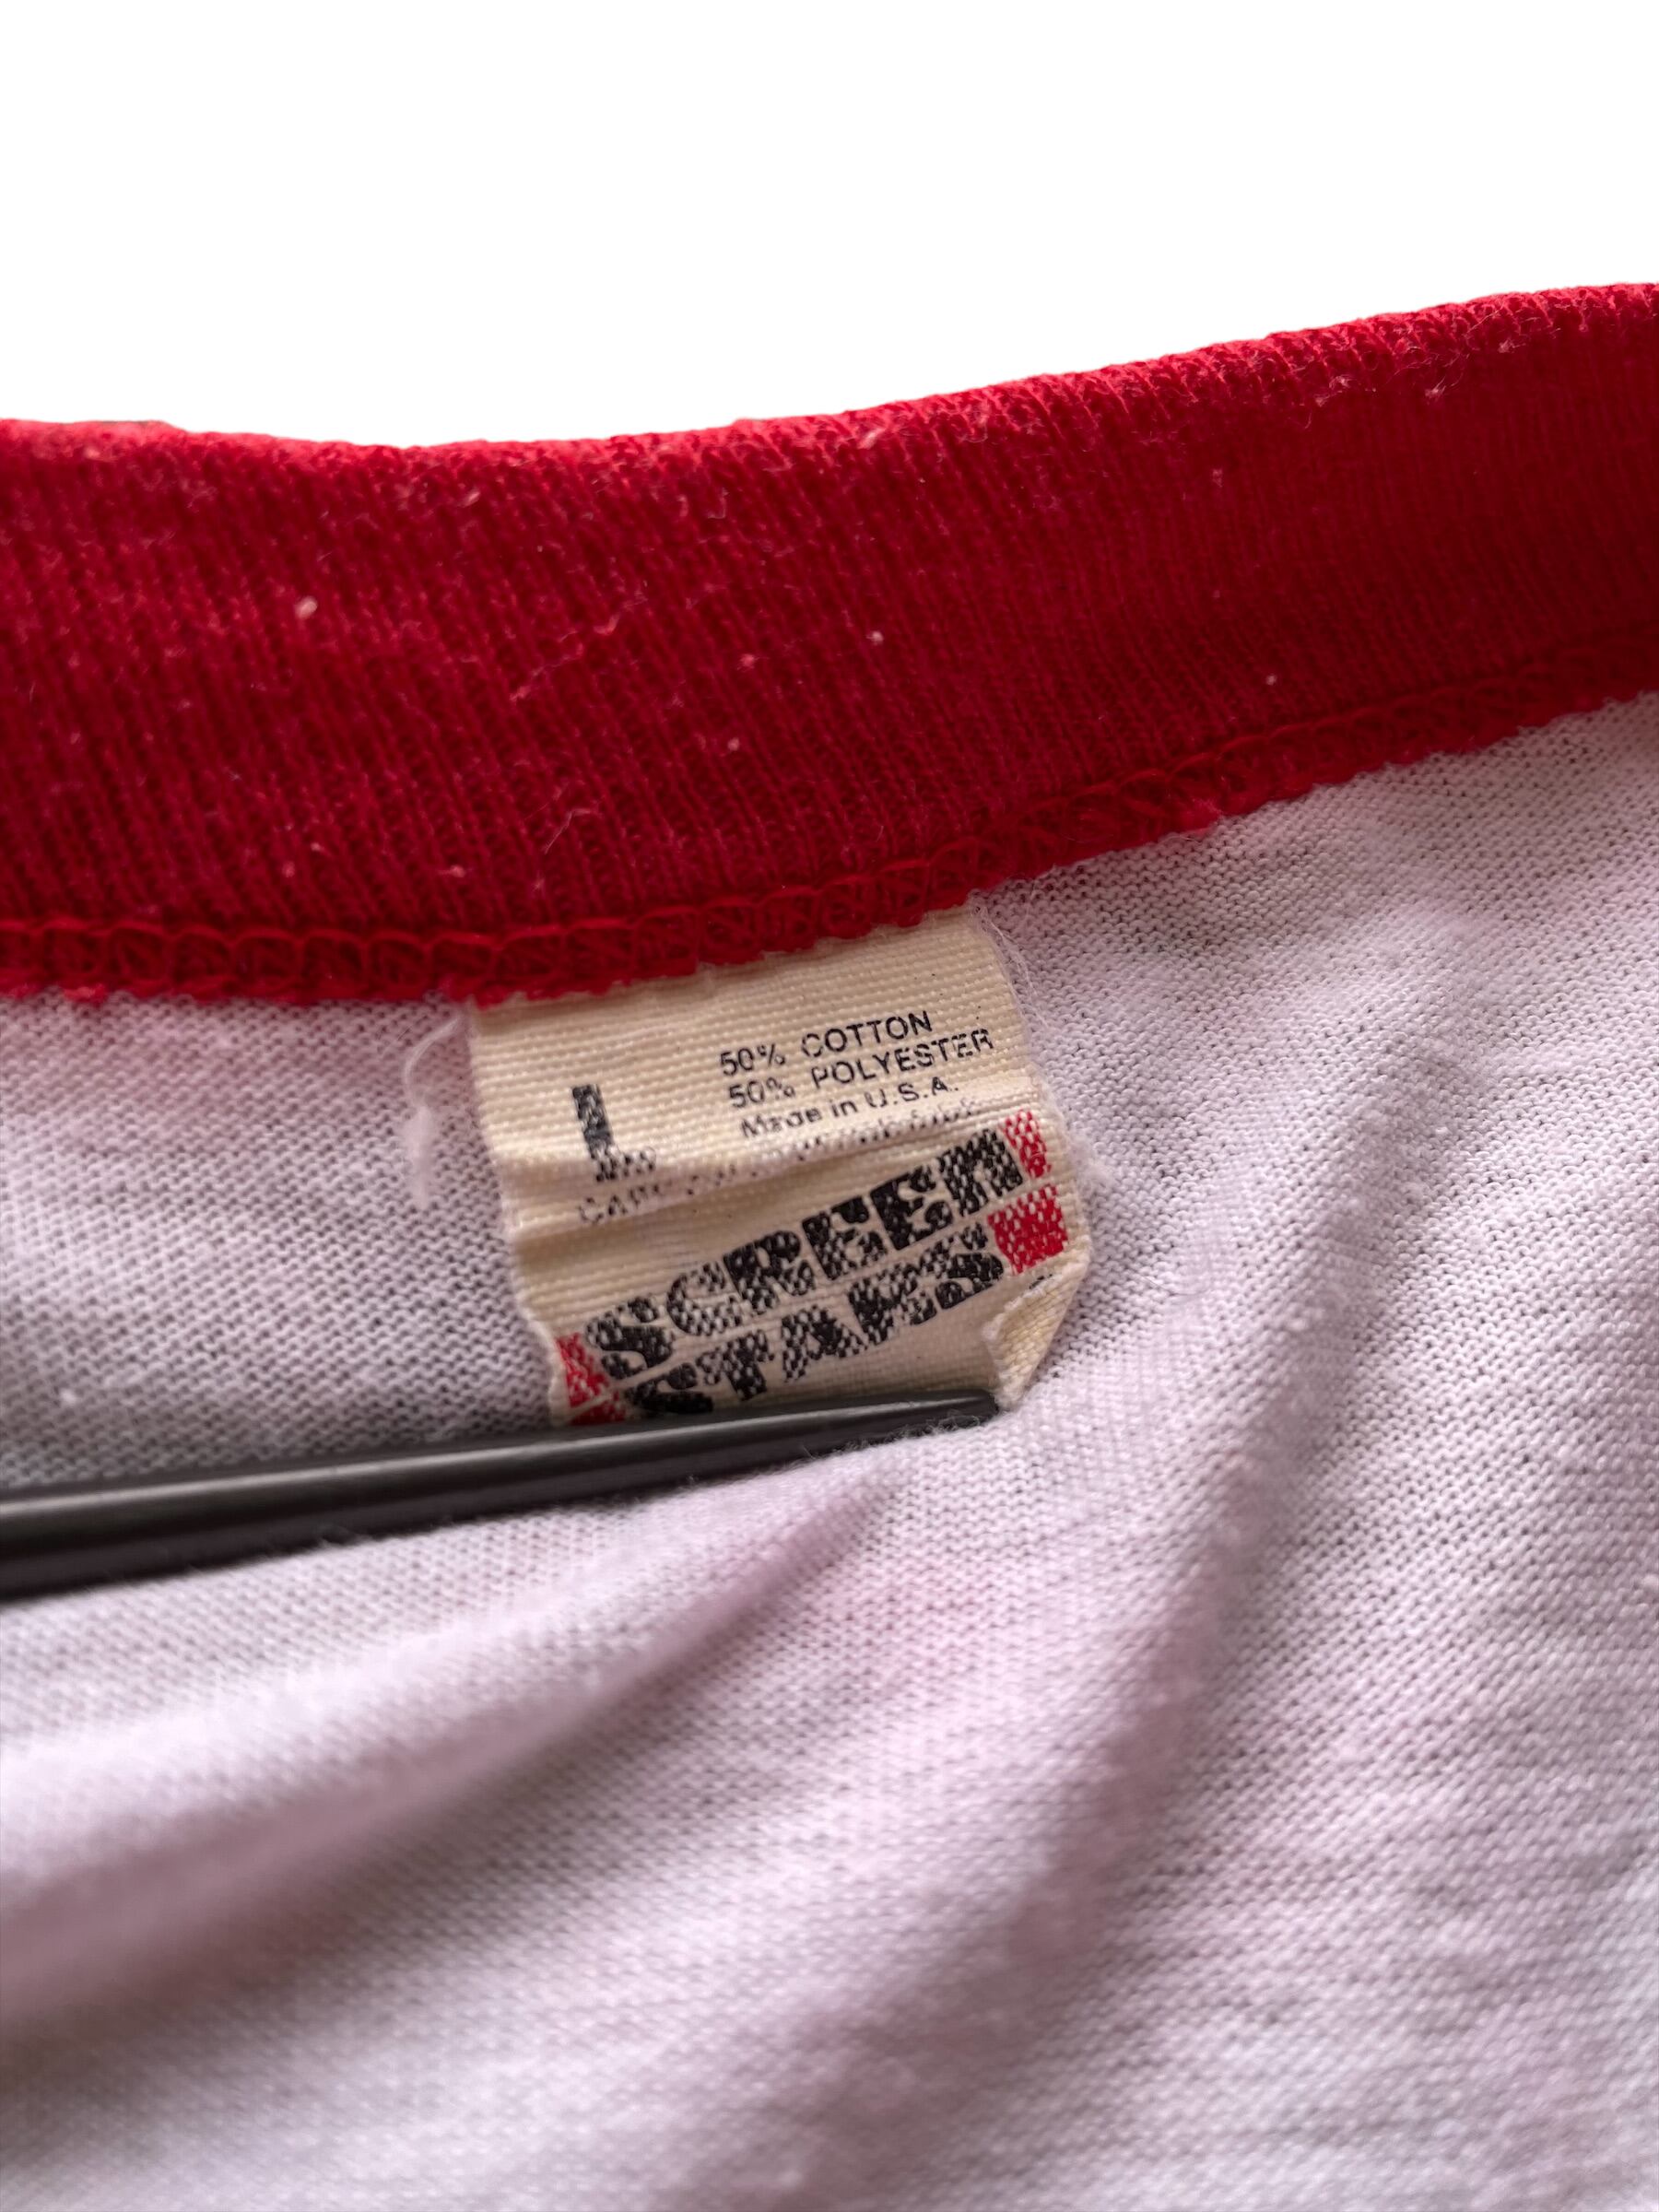 50% COTTON
50% POLYESTER
Made in U.S.A.
L
SCREEN
STARS